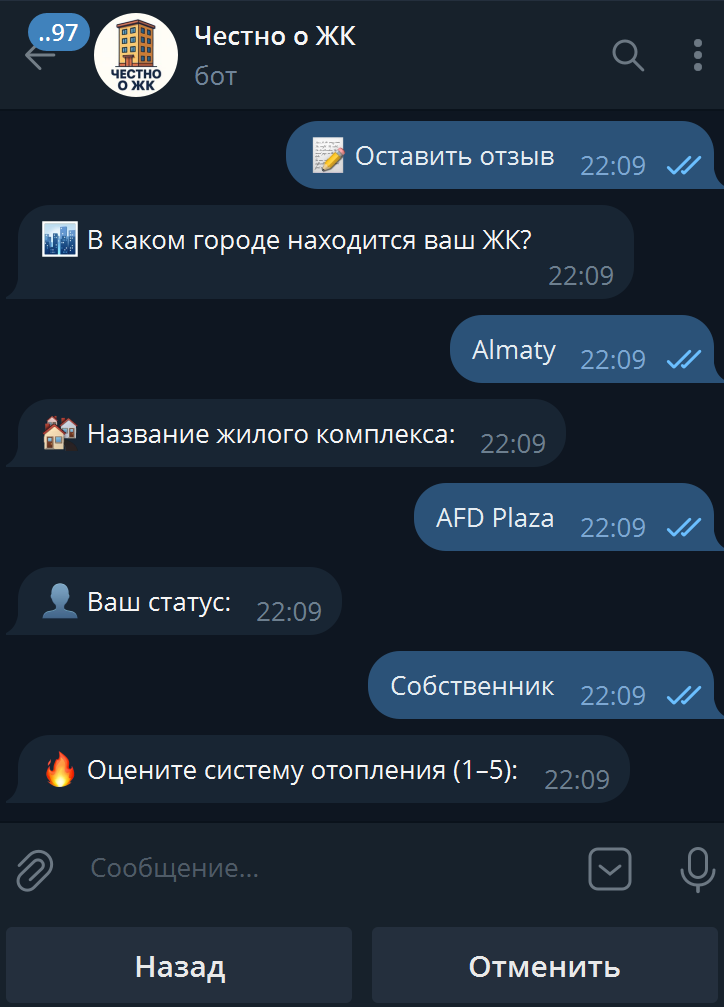 ..97
Честно о ЖК
бот
ЧЕСТНО
О ЖК
Оставить отзыв 22:09
В каком городе находится ваш ЖК?
22:09
Almaty 22:09
Название жилого комплекса: 22:09
AFD Plaza 22:09
Ваш статус: 22:09
Собственник 22:09
Оцените систему отопления (1–5): 22:09
Сообщение...
Назад Отменить